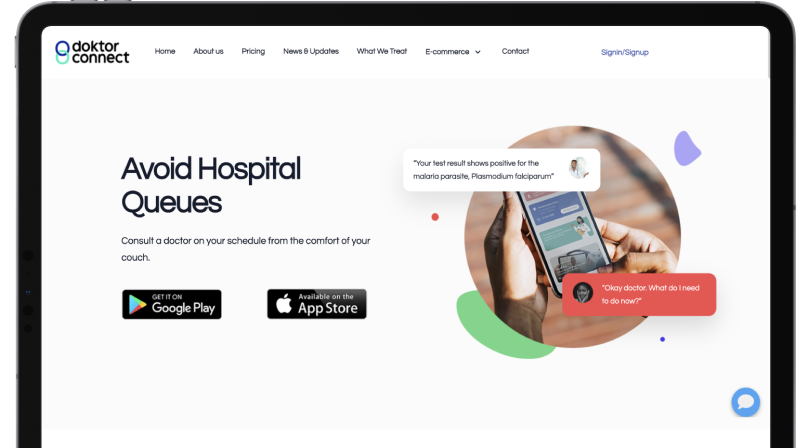 doktor
connect
Home
About us
Pricing
News & Updates
What We Treat
E-commerce
Contact
Signin/Signup
Avoid Hospital
Queues
Consult a doctor on your schedule from the comfort of your
couch.
GET IT ON
Google Play
Available on the
App Store
"Your test result shows positive for the
malaria parasite, Plasmodium falciparum"
"Okay doctor. What do I need
to do now?"